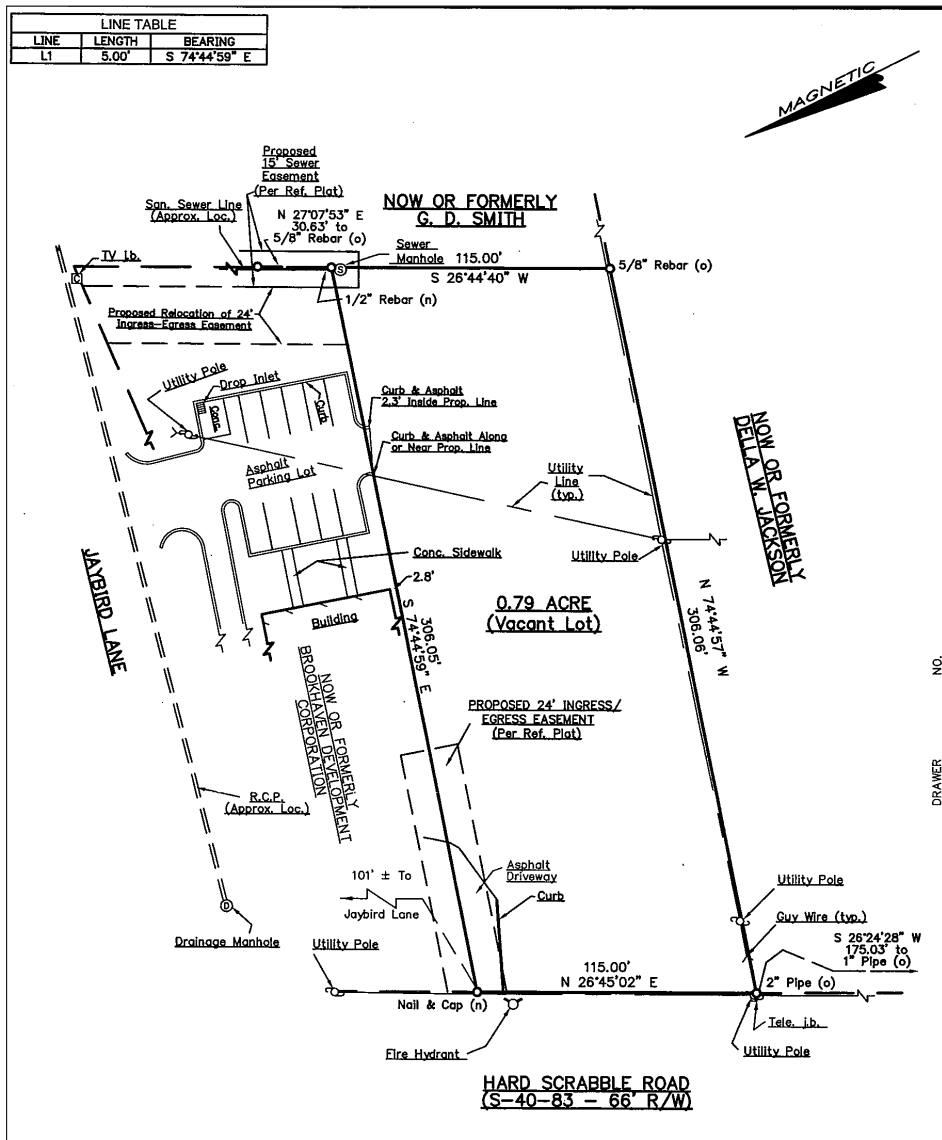 LINE TABLE
LINE LENGTH BEARING
L1 5.00' S 74°44'59" E
MAGNETIC
Proposed
15' Sewer
Easement
(Per Ref. Plat)
San. Sewer Line
(Approx. Loc.)
N 27°07'53" E
30.63' to
5/8" Rebar (o)
NOW OR FORMERLY
G. D. SMITH
Sewer
Manhole
115.00'
S 26°44'40" W
5/8" Rebar (o)
TV j.b.
C
S
1/2" Rebar (n)
Proposed Relocation of 24'
Ingress-Egress Easement
Utility Pole
Drop Inlet
Conc.
Curb
Curb & Asphalt
2.3' Inside Prop. Line
Curb & Asphalt Along
or Near Prop. Line
Asphalt
Parking Lot
Utility
Line
(typ.)
NOW OR FORMERLY
DELLA W. JACKSON
Conc. Sidewalk
Utility Pole
JAYBIRD LANE
2.8'
306.05'
S 74°44'59" E
0.79 ACRE
(Vacant Lot)
N 74°44'57" W
306.06'
Building
NOW OR FORMERLY
BROOKHAVEN DEVELOPMENT
CORPORATION
PROPOSED 24' INGRESS/
EGRESS EASEMENT
(Per Ref. Plat)
NO.
DRAWER
R.C.P.
(Approx. Loc.)
101' ± To
Jaybird Lane
Asphalt
Driveway
Curb
Utility Pole
Guy Wire (typ.)
S 26°24'28" W
175.03' to
1" Pipe (o)
D
Drainage Manhole
Utility Pole
115.00'
N 26°45'02" E
2" Pipe (o)
Nail & Cap (n)
Tele. j.b.
Fire Hydrant
Utility Pole
HARD SCRABBLE ROAD
(S-40-83 - 66' R/W)